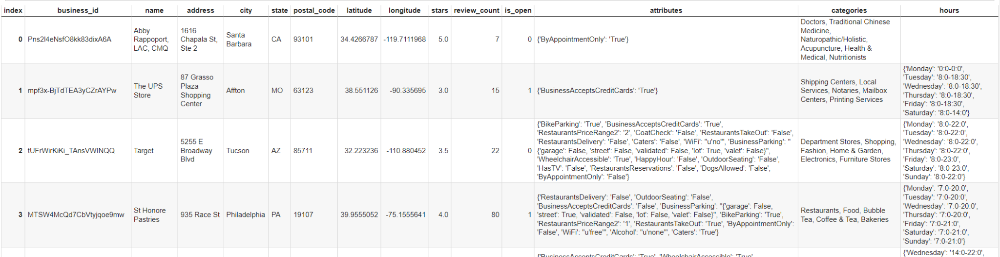 index business_id name address city state postal_code latitude longitude stars review_count is_open attributes categories hours
0 Pns2l4eNsfO8kk83dixA6A
Abby
Rappoport,
LAC, CMQ
1616
Chapala St,
Ste 2
Santa
Barbara
CA 93101 34.4266787 -119.7111968 5.0 7 0 {'ByAppointmentOnly': 'True'}
Doctors, Traditional Chinese
Medicine,
Naturopathic/Holistic,
Acupuncture, Health &
Medical, Nutritionists
1 mpf3x-BjTdTEA3yCZrAYPw
The UPS
Store
87 Grasso
Plaza
Shopping
Center
Affton MO 63123 38.551126 -90.335695 3.0 15 1 {'BusinessAcceptsCreditCards': 'True'}
Shipping Centers, Local
Services, Notaries, Mailbox
Centers, Printing Services
{'Monday': '0:0-0:0',
'Tuesday': '8:0-18:30',
'Wednesday': '8:0-18:30',
'Thursday': '8:0-18:30',
'Friday': '8:0-18:30',
'Saturday': '8:0-14:0'}
2 tUFrWirKiKi_TAnsVWINQQ Target
5255 E
Broadway
Blvd
Tucson AZ 85711 32.223236 -110.880452 3.5 22 0
{'BikeParking': 'True', 'BusinessAcceptsCreditCards': 'True',
'RestaurantsPriceRange2': '2', 'CoatCheck': 'False', 'RestaurantsTakeOut': 'False',
'RestaurantsDelivery': 'False', 'Caters': 'False', 'WiFi': "u'no'", 'BusinessParking': "
{'garage': False, 'street': False, 'validated': False, 'lot': True, 'valet': False}",
'WheelchairAccessible': 'True', 'HappyHour': 'False', 'OutdoorSeating': 'False',
'HasTV': 'False', 'RestaurantsReservations': 'False', 'DogsAllowed': 'False',
'ByAppointmentOnly': 'False'}
Department Stores, Shopping,
Fashion, Home & Garden,
Electronics, Furniture Stores
{'Monday': '8:0-22:0',
'Tuesday': '8:0-22:0',
'Wednesday': '8:0-22:0',
'Thursday': '8:0-22:0',
'Friday': '8:0-23:0',
'Saturday': '8:0-23:0',
'Sunday': '8:0-22:0'}
3 MTSW4McQd7CbVtyjqoe9mw
St Honore
Pastries
935 Race St Philadelphia PA 19107 39.9555052 -75.1555641 4.0 80 1
{'RestaurantsDelivery': 'False', 'OutdoorSeating': 'False',
'BusinessAcceptsCreditCards': 'False', 'BusinessParking': "{'garage': False,
'street': True, 'validated': False, 'lot': False, 'valet': False}", 'BikeParking': 'True',
'RestaurantsPriceRange2': '1', 'RestaurantsTakeOut': 'True', 'ByAppointmentOnly':
'False', 'WiFi': "u'free'", 'Alcohol': "u'none'", 'Caters': 'True'}
Restaurants, Food, Bubble
Tea, Coffee & Tea, Bakeries
{'Monday': '7:0-20:0',
'Tuesday': '7:0-20:0',
'Wednesday': '7:0-20:0',
'Thursday': '7:0-20:0',
'Friday': '7:0-21:0',
'Saturday': '7:0-21:0',
'Sunday': '7:0-21:0'}
{'BusinessAcceptsCreditCards': 'True', 'WheelchairAccessible': 'True',
{'Wednesday': '14:0-22:0',